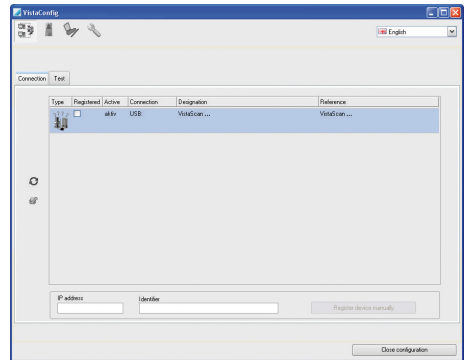 VistaConfig
English
Connection Test
Type Registered Active Connection Designation Reference
aktiv USB: VistaScan ... VistaScan ...
IP address Identifier
Register device manually
Close configuration